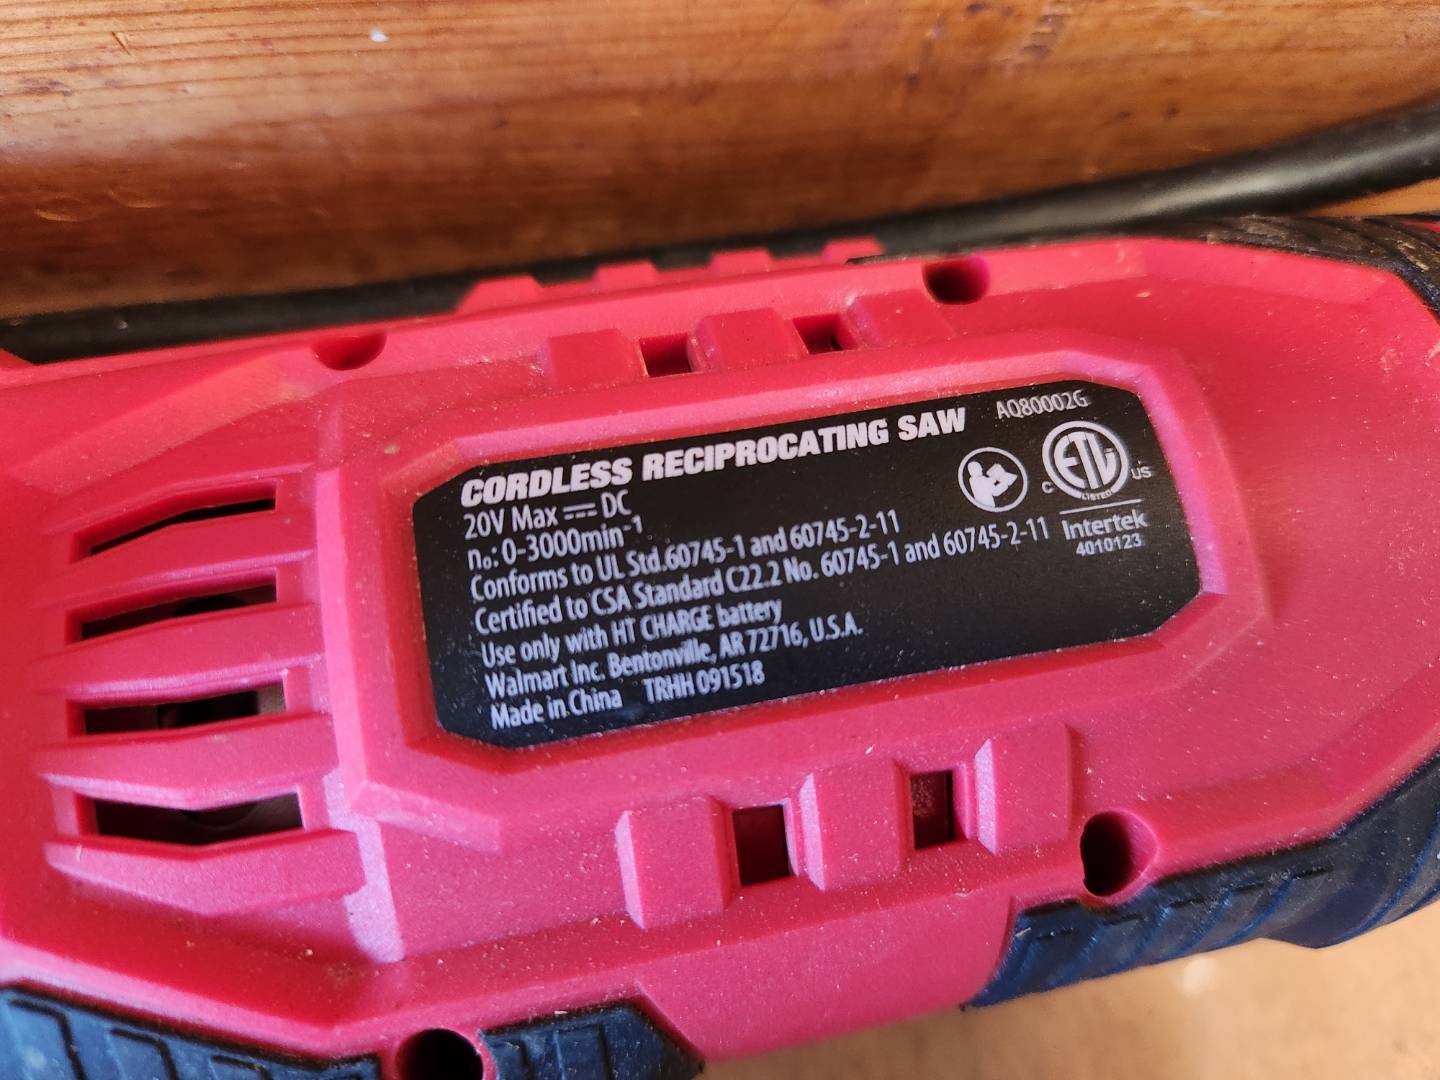 CORDLESS RECIPROCATING SAW AQ80002G
20V Max ⎓ DC
n₀: 0-3000min⁻¹
Conforms to UL Std.60745-1 and 60745-2-11
Certified to CSA Standard C22.2 No. 60745-1 and 60745-2-11
Use only with HT CHARGE battery
Walmart Inc. Bentonville, AR 72716, U.S.A.
Made in China TRHH 091518
ETL
LISTED
C US
Intertek
4010123